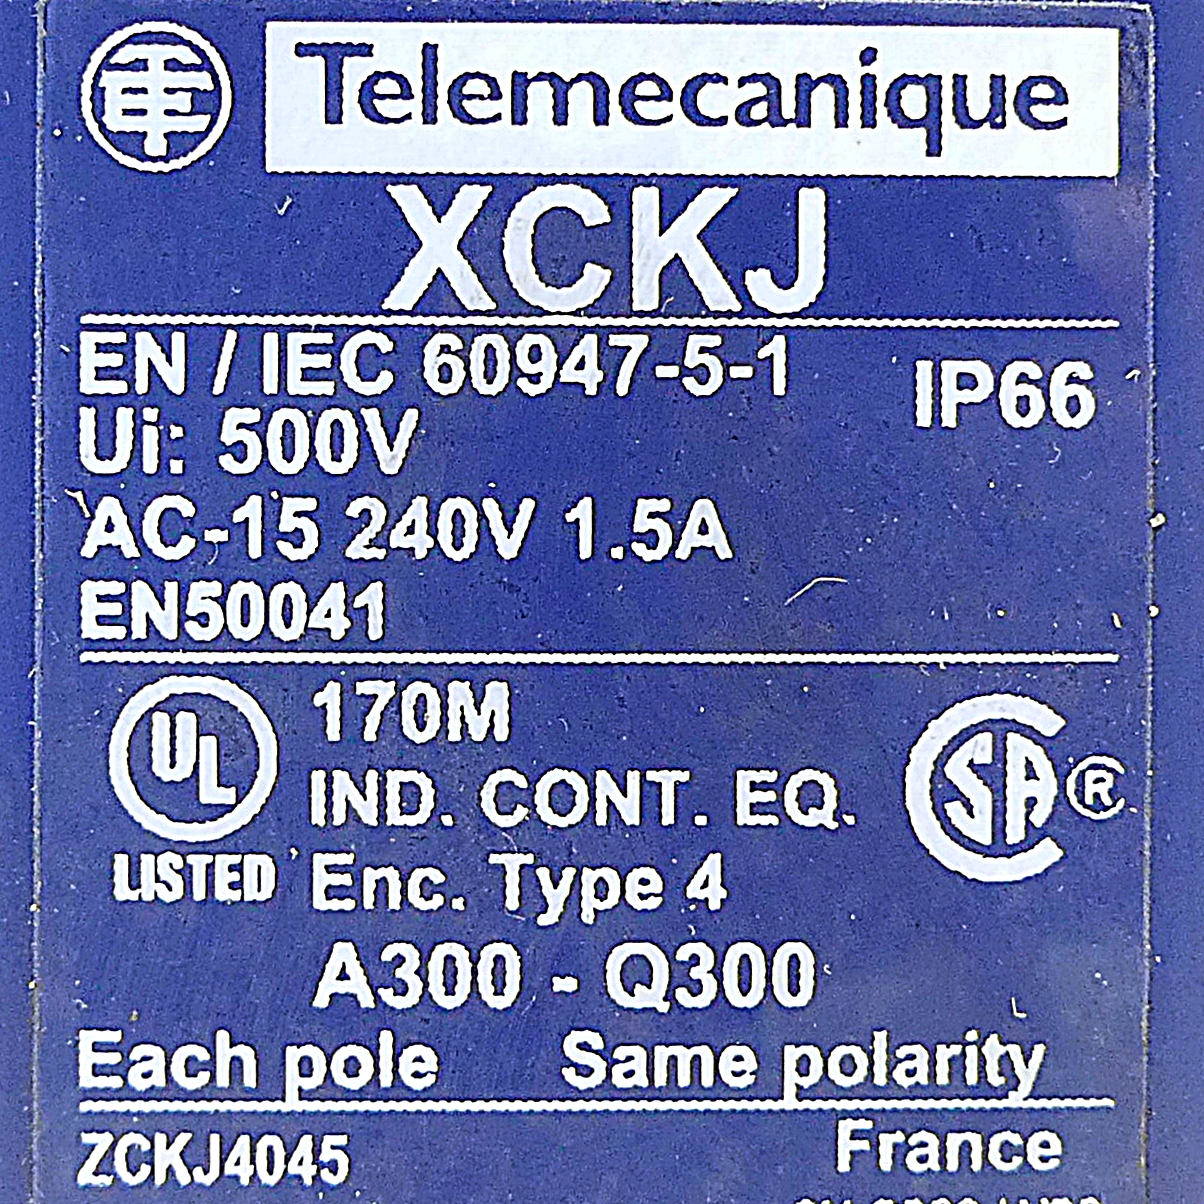 Telemecanique
XCKJ
EN / IEC 60947-5-1
IP66
Ui: 500V
AC-15 240V 1.5A
EN50041
UL
LISTED
170M
IND. CONT. EQ.
Enc. Type 4
A300 - Q300
SA ®
Each pole Same polarity
ZCKJ4045
France